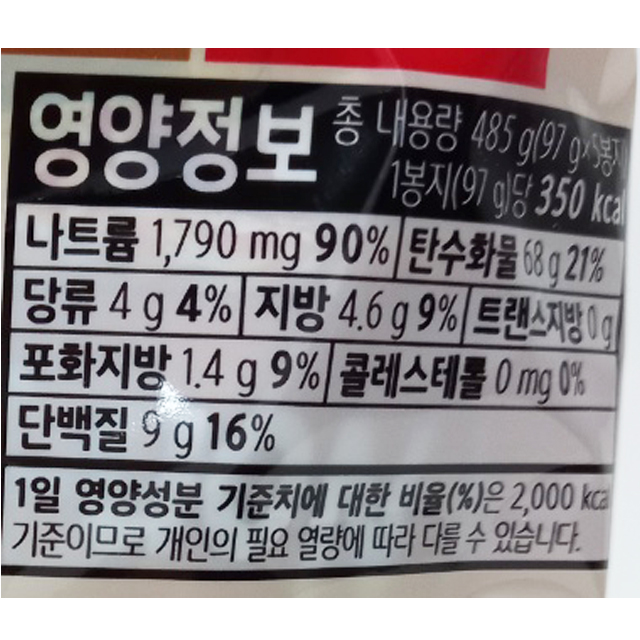 영양정보 총 내용량 485 g(97 g×5봉지
1봉지(97 g)당 350 kcal
나트륨 1,790 mg 90% 탄수화물 68 g 21%
당류 4 g 4% 지방 4.6 g 9% 트랜스지방 0 g
포화지방 1.4 g 9% 콜레스테롤 0 mg 0%
단백질 9 g 16%
1일 영양성분 기준치에 대한 비율(%)은 2,000 kcal
기준이므로 개인의 필요 열량에 따라 다를 수 있습니다.